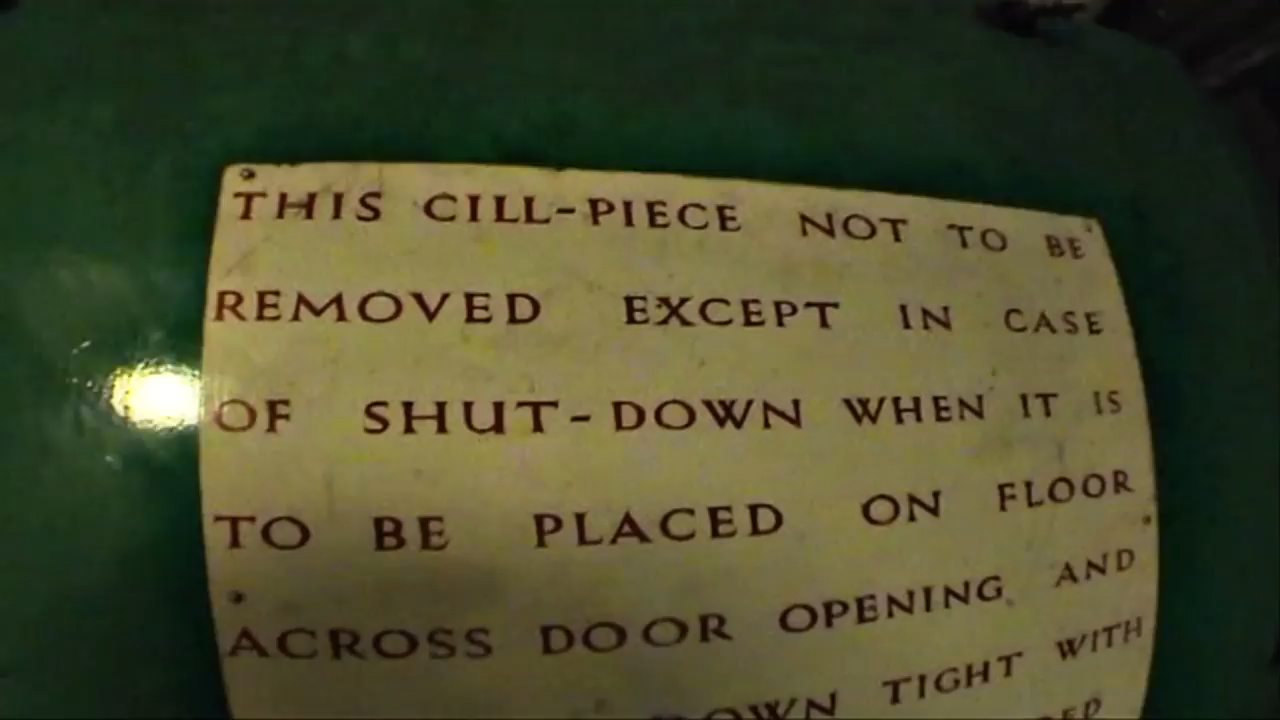 THIS CILL-PIECE NOT TO BE
REMOVED EXCEPT IN CASE
OF SHUT-DOWN WHEN IT IS
TO BE PLACED ON FLOOR
ACROSS DOOR OPENING, AND
TIGHT WITH